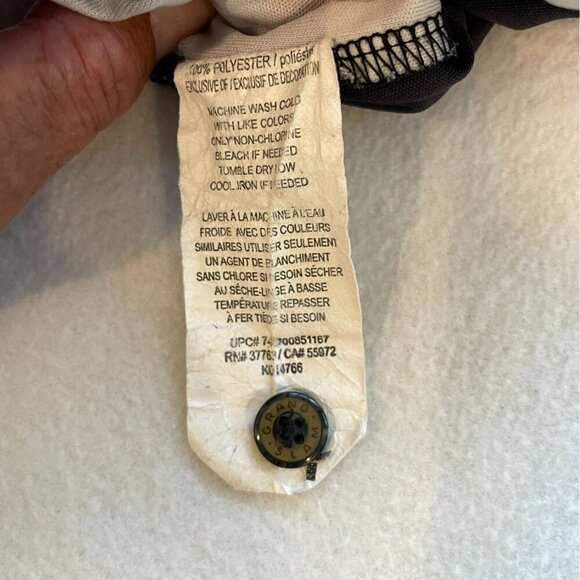 100% POLYESTER / poliéster
EXCLUSIVE OF / EXCLUSIF DE DECORATION
MACHINE WASH COLD
WITH LIKE COLORS
ONLY NON-CHLORINE
BLEACH IF NEEDED
TUMBLE DRY LOW
COOL IRON IF NEEDED
LAVER À LA MACHINE À L'EAU
FROIDE AVEC DES COULEURS
SIMILAIRES UTILISER SEULEMENT
UN AGENT DE BLANCHIMENT
SANS CHLORE SI BESOIN SÉCHER
AU SÈCHE-LINGE À BASSE
TEMPÉRATURE REPASSER
À FER TIÈDE SI BESOIN
UPC#
RN# 37763 / CA# 55972
GRAND
SLAM